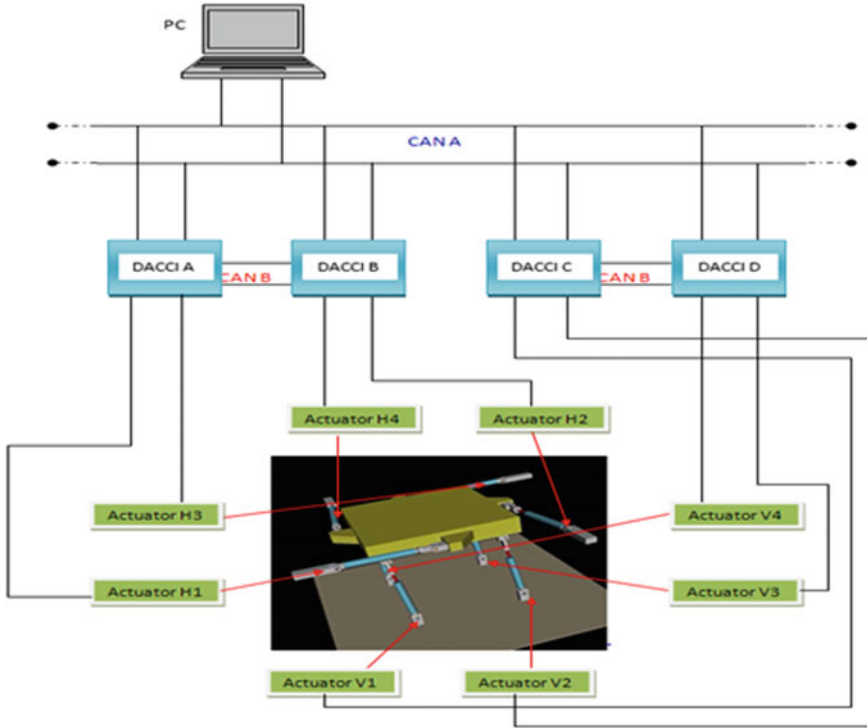 PC
CAN A
DACCI A
CAN B
DACCI B
DACCI C
CAN B
DACCI D
Actuator H4
Actuator H2
Actuator H3
Actuator V4
Actuator H1
Actuator V3
Actuator V1
Actuator V2